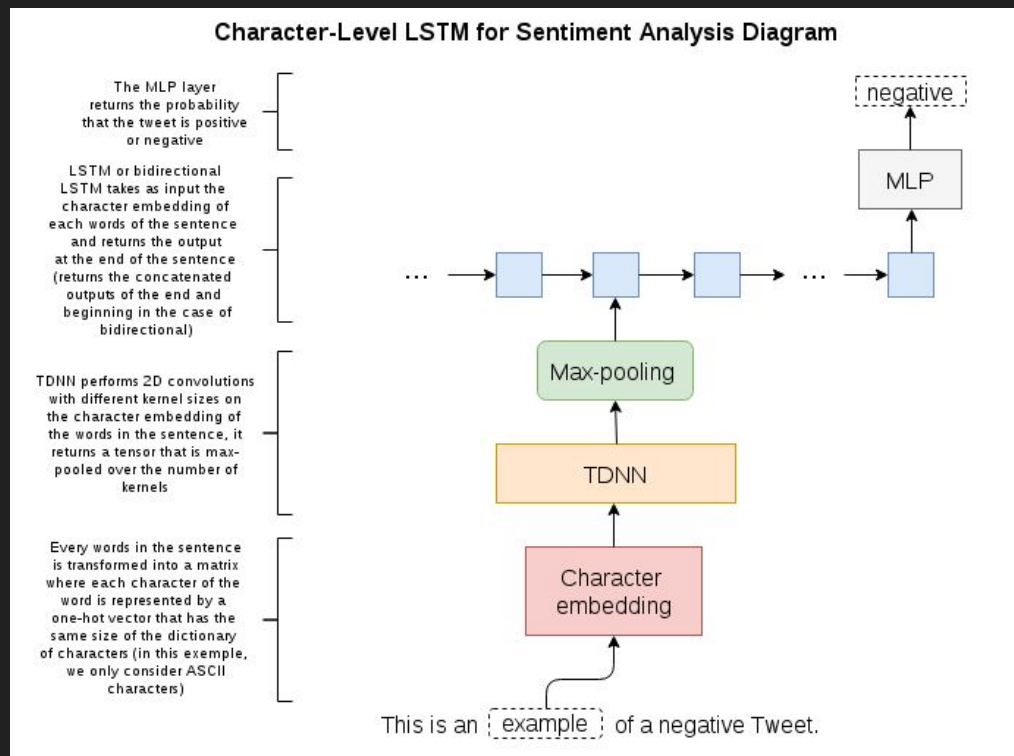 Character-Level LSTM for Sentiment Analysis Diagram
The MLP layer
returns the probability
that the tweet is positive
or negative
negative
MLP
LSTM or bidirectional
LSTM takes as input the
character embedding of
each words of the sentence
and returns the output
at the end of the sentence
(returns the concatenated
outputs of the end and
beginning in the case of
bidirectional)
... ...
Max-pooling
TDNN performs 2D convolutions
with different kernel sizes on
the character embedding of
the words in the sentence, it
returns a tensor that is max-
pooled over the number of
kernels
TDNN
Every words in the sentence
is transformed into a matrix
where each character of the
word is represented by a
one-hot vector that has the
same size of the dictionary
of characters (in this exemple,
we only consider ASCII
characters)
Character
embedding
This is an example of a negative Tweet.